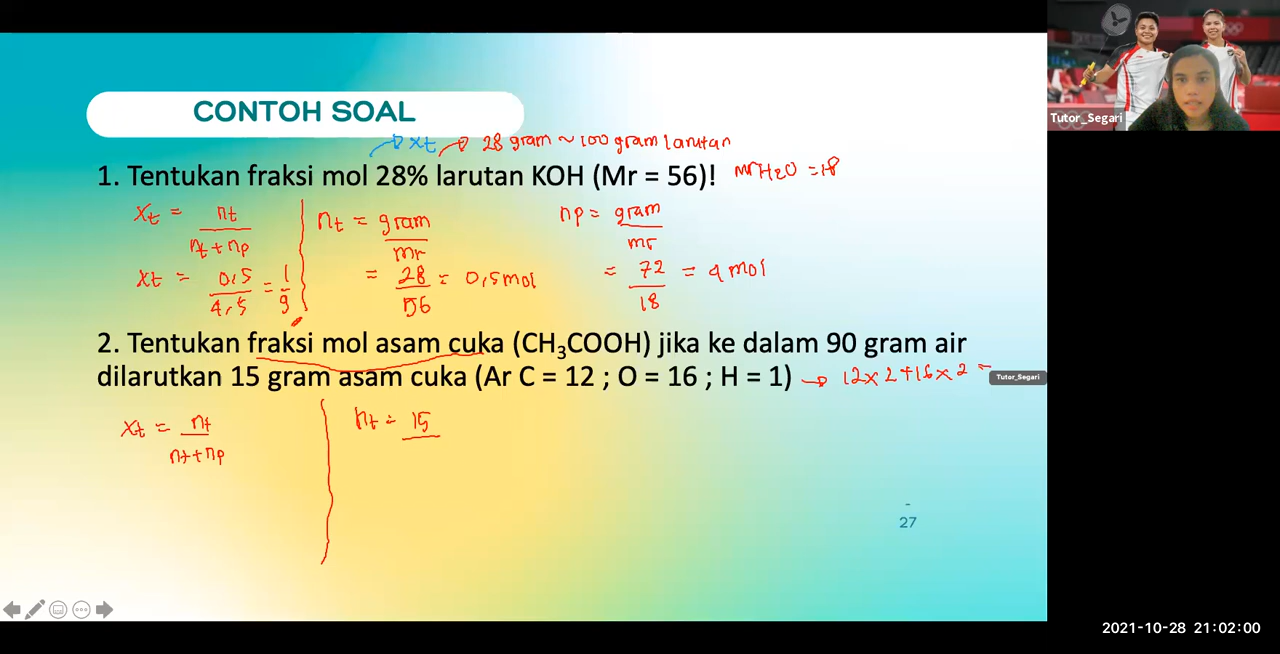 CONTOH SOAL
xt 28 gram ~ 100 gram larutan
1. Tentukan fraksi mol 28% larutan KOH (Mr = 56)! Mr H2O = 18
xt = nt / nt + np
nt = gram / mr
np = gram / mr
xt = 0,5 / 4,5 = 1 / 9
= 28 / 56 = 0,5 mol
= 72 / 18 = 4 mol
2. Tentukan fraksi mol asam cuka (CH₃COOH) jika ke dalam 90 gram air
dilarutkan 15 gram asam cuka (Ar C = 12 ; O = 16 ; H = 1) → 12 x 2 + 16 x 2 =
xt = nt / nt + np
nt = 15
27
Tutor_Segari
Tutor_Segari
2021-10-28 21:02:00